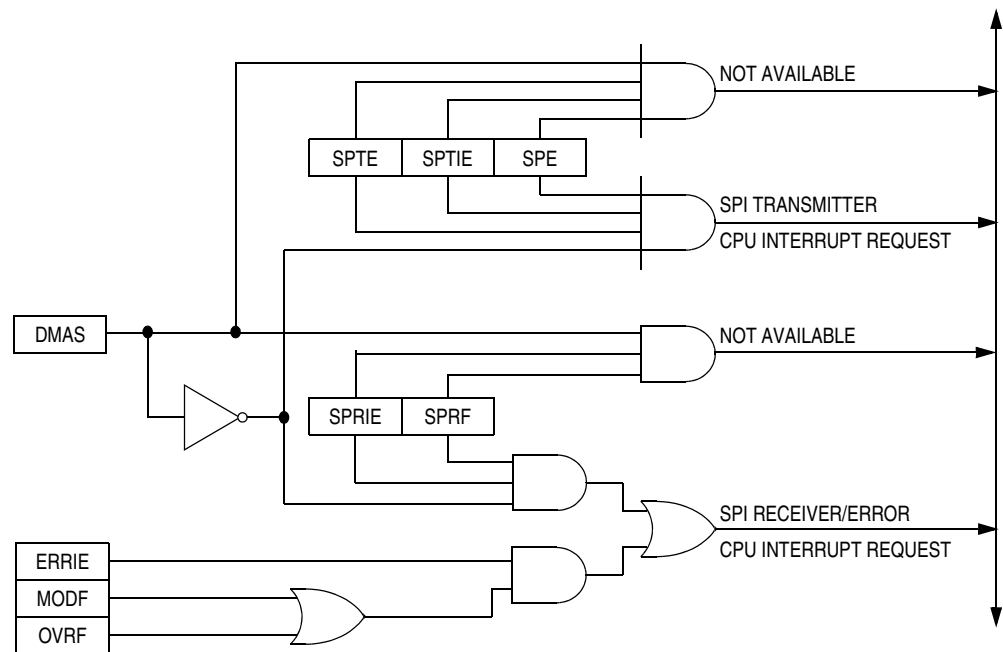 NOT AVAILABLE
SPTE SPTIE SPE
SPI TRANSMITTER
CPU INTERRUPT REQUEST
DMAS
NOT AVAILABLE
SPRIE SPRF
SPI RECEIVER/ERROR
CPU INTERRUPT REQUEST
ERRIE
MODF
OVRF